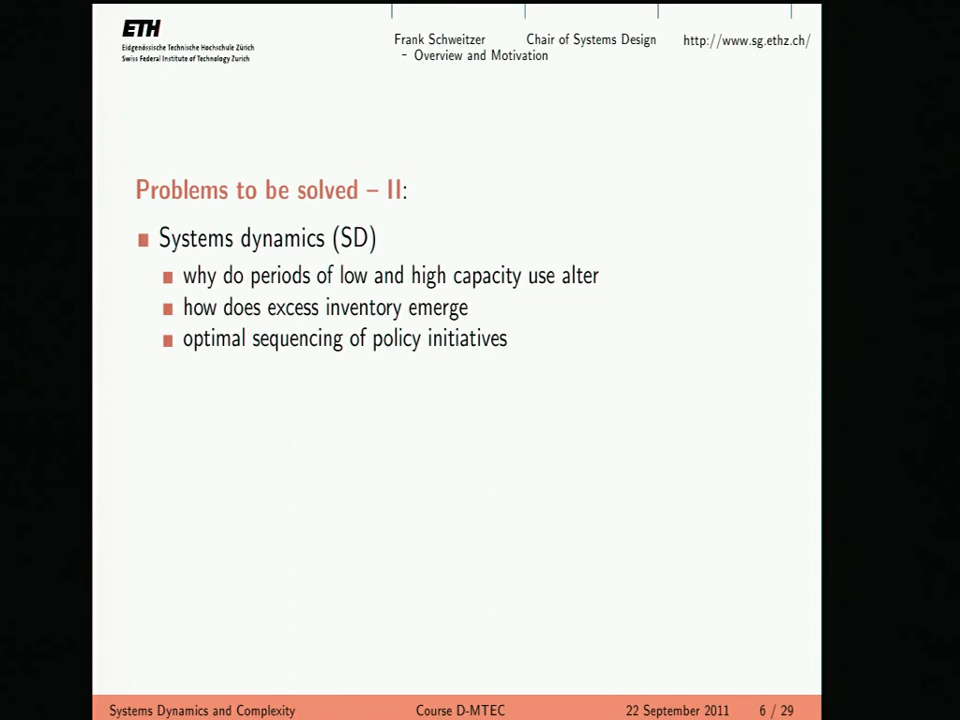 ETH
Eidgenössische Technische Hochschule Zürich
Swiss Federal Institute of Technology Zurich
Frank Schweitzer Chair of Systems Design http://www.sg.ethz.ch/
– Overview and Motivation
Problems to be solved – II:
Systems dynamics (SD)
why do periods of low and high capacity use alter
how does excess inventory emerge
optimal sequencing of policy initiatives
Systems Dynamics and Complexity Course D-MTEC 22 September 2011 6 / 29